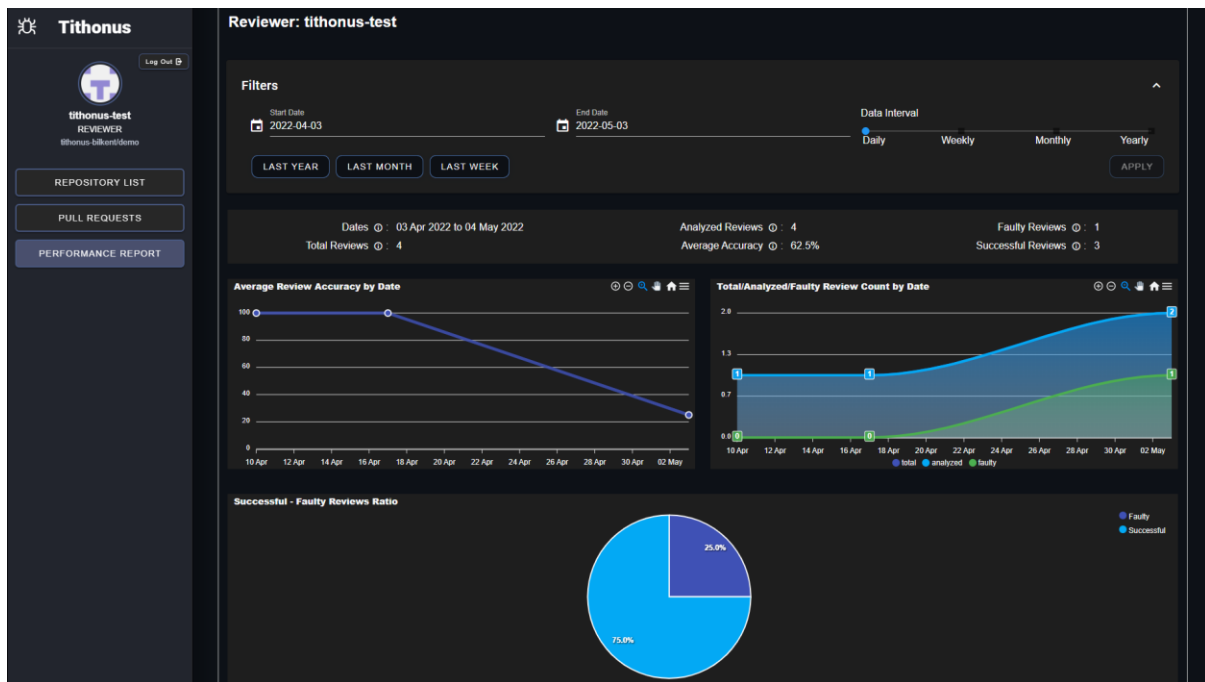 Tithonus
Log Out
tithonus-test
REVIEWER
tithonus-bilkent/demo
REPOSITORY LIST
PULL REQUESTS
PERFORMANCE REPORT
Reviewer: tithonus-test
Filters
Start Date
2022-04-03
End Date
2022-05-03
Data Interval
Daily Weekly Monthly Yearly
LAST YEAR LAST MONTH LAST WEEK
APPLY
Dates : 03 Apr 2022 to 04 May 2022
Analyzed Reviews : 4
Faulty Reviews : 1
Total Reviews : 4
Average Accuracy : 62.5%
Successful Reviews : 3
Average Review Accuracy by Date
100
80
60
40
20
0
10 Apr 12 Apr 14 Apr 16 Apr 18 Apr 20 Apr 22 Apr 24 Apr 26 Apr 28 Apr 30 Apr 02 May
Total/Analyzed/Faulty Review Count by Date
2.0
2
1.3
1 1 1
0.7
0.0 0 0
10 Apr 12 Apr 14 Apr 16 Apr 18 Apr 20 Apr 22 Apr 24 Apr 26 Apr 28 Apr 30 Apr 02 May
total analyzed faulty
Successful - Faulty Reviews Ratio
Faulty
Successful
25.0%
75.0%